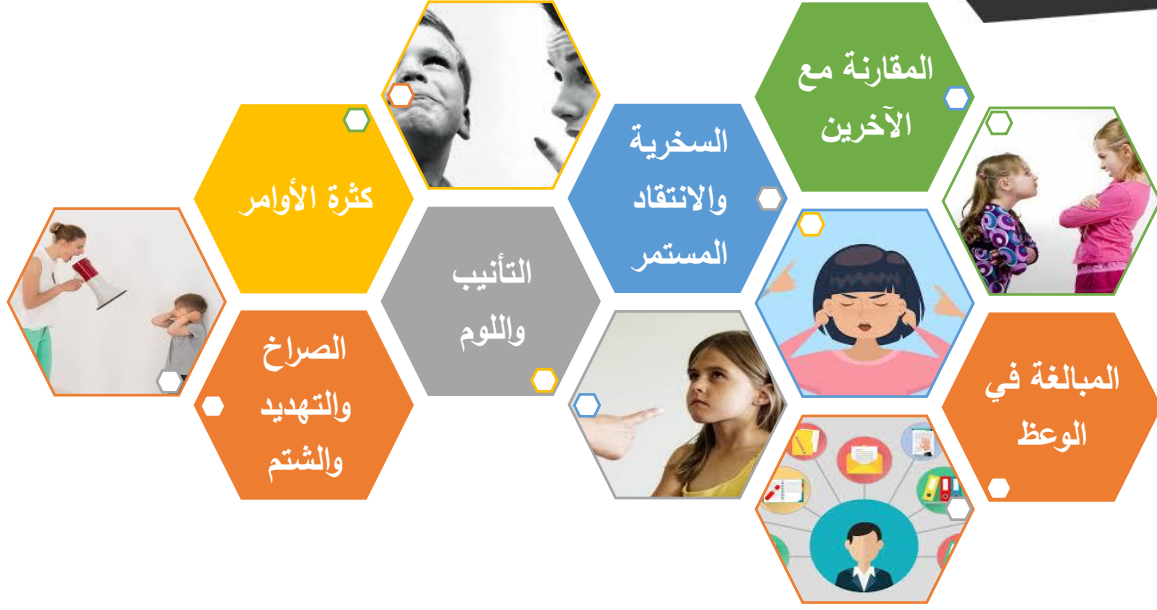 المقارنة مع
الآخرين
السخرية
والانتقاد
المستمر
كثرة الأوامر
التأنيب
واللوم
الصراخ
والتهديد
والشتم
المبالغة في
الوعظ